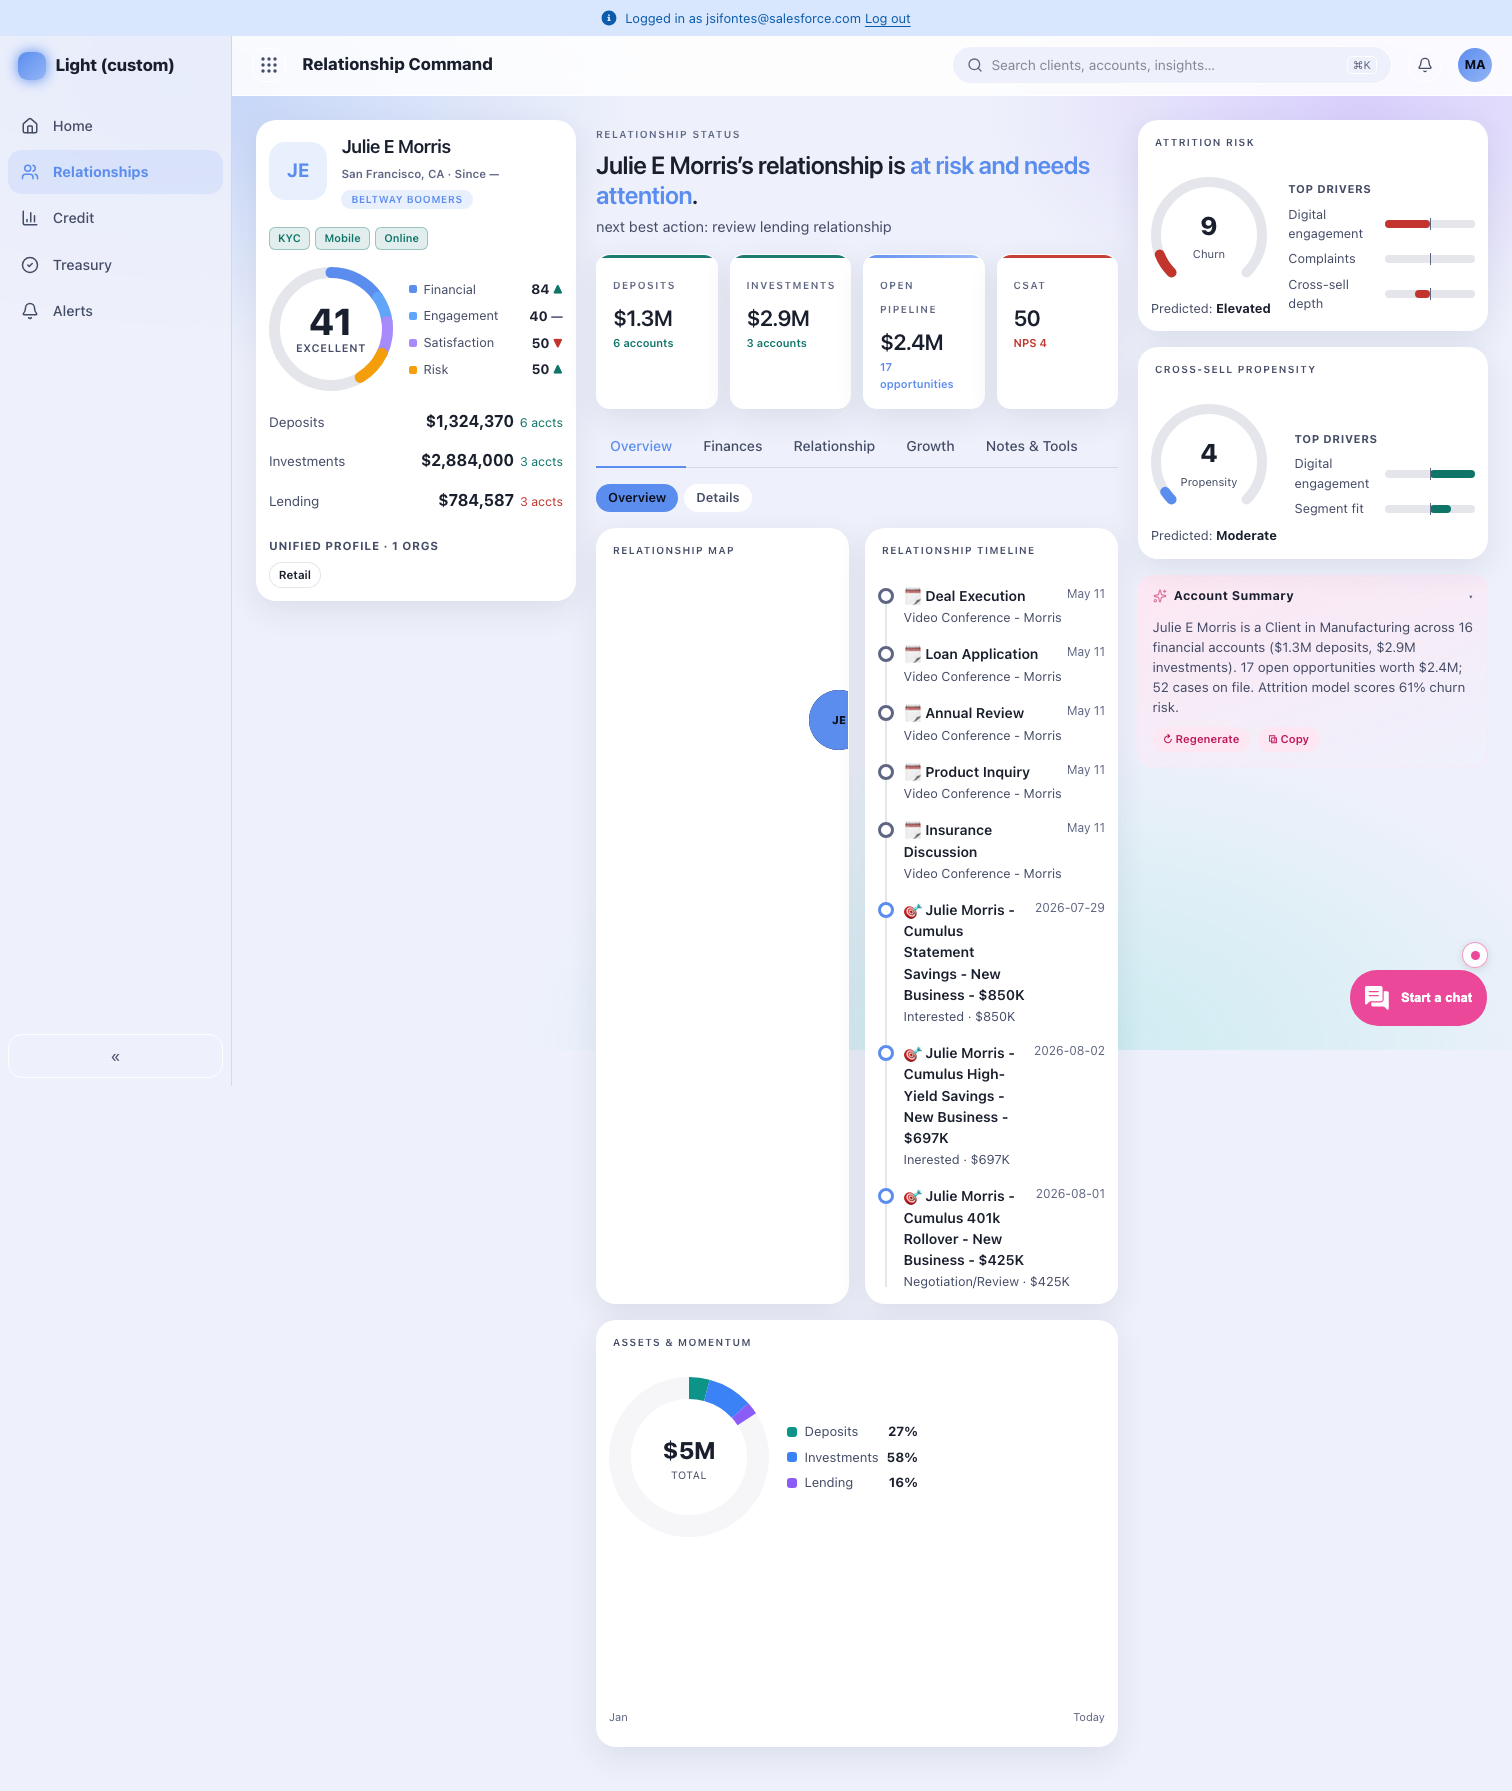 Logged in as jsifontes@salesforce.com Log out
Light (custom)
Home
Relationships
Credit
Treasury
Alerts
«
Relationship Command
Search clients, accounts, insights...
⌘K
MA
JE
Julie E Morris
San Francisco, CA · Since —
BELTWAY BOOMERS
KYC
Mobile
Online
41
EXCELLENT
Financial 84 ▲
Engagement 40 —
Satisfaction 50 ▼
Risk 50 ▲
Deposits $1,324,370 6 accts
Investments $2,884,000 3 accts
Lending $784,587 3 accts
UNIFIED PROFILE · 1 ORGS
Retail
RELATIONSHIP STATUS
Julie E Morris’s relationship is at risk and needs
attention.
next best action: review lending relationship
DEPOSITS
$1.3M
6 accounts
INVESTMENTS
$2.9M
3 accounts
OPEN
PIPELINE
$2.4M
17
opportunities
CSAT
50
NPS 4
Overview
Finances
Relationship
Growth
Notes & Tools
Overview
Details
RELATIONSHIP MAP
JE
RELATIONSHIP TIMELINE
Deal Execution May 11
Video Conference - Morris
Loan Application May 11
Video Conference - Morris
Annual Review May 11
Video Conference - Morris
Product Inquiry May 11
Video Conference - Morris
Insurance May 11
Discussion
Video Conference - Morris
Julie Morris - 2026-07-29
Cumulus
Statement
Savings - New
Business - $850K
Interested · $850K
Julie Morris - 2026-08-02
Cumulus High-
Yield Savings -
New Business -
$697K
Inerested · $697K
Julie Morris - 2026-08-01
Cumulus 401k
Rollover - New
Business - $425K
Negotiation/Review · $425K
ASSETS & MOMENTUM
$5M
TOTAL
Deposits 27%
Investments 58%
Lending 16%
Jan
Today
ATTRITION RISK
9
Churn
Predicted: Elevated
TOP DRIVERS
Digital
engagement
Complaints
Cross-sell
depth
CROSS-SELL PROPENSITY
4
Propensity
Predicted: Moderate
TOP DRIVERS
Digital
engagement
Segment fit
Account Summary ·
Julie E Morris is a Client in Manufacturing across 16
financial accounts ($1.3M deposits, $2.9M
investments). 17 open opportunities worth $2.4M;
52 cases on file. Attrition model scores 61% churn
risk.
Regenerate
Copy
Start a chat